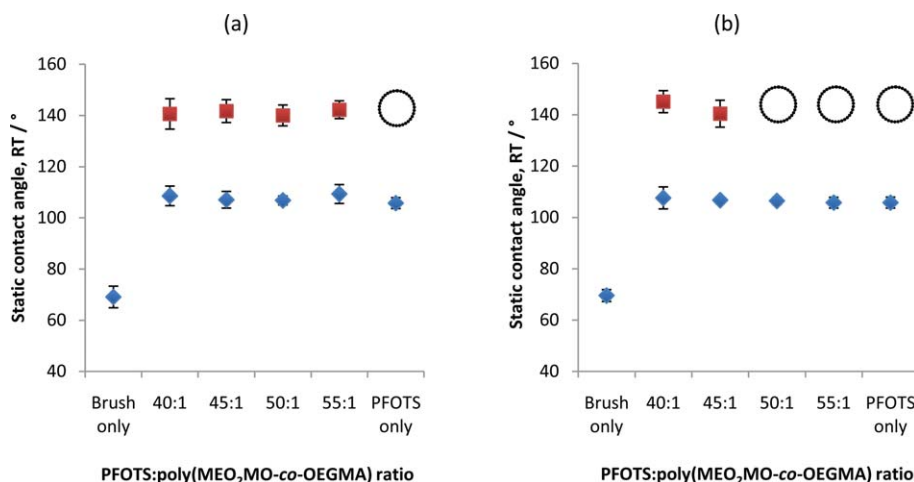 (a)
160
140
120
100
80
60
40
Static contact angle, RT / °
Brush only
40:1
45:1
50:1
55:1
PFOTS only
PFOTS:poly(MEO₂MO-co-OEGMA) ratio
(b)
160
140
120
100
80
60
40
Static contact angle, RT / °
Brush only
40:1
45:1
50:1
55:1
PFOTS only
PFOTS:poly(MEO₂MO-co-OEGMA) ratio